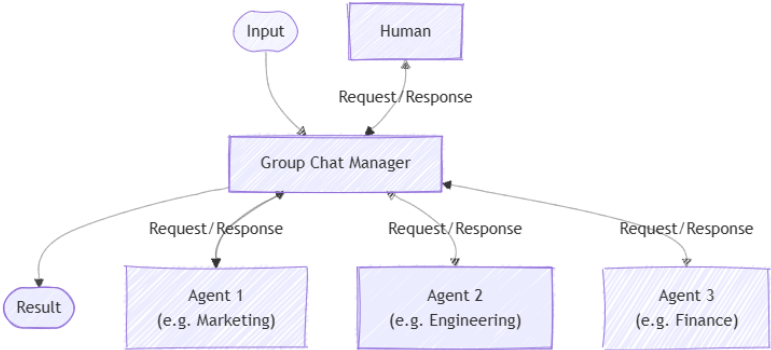 Input
Human
Request/Response
Group Chat Manager
Request/Response
Request/Response
Request/Response
Result
Agent 1
(e.g. Marketing)
Agent 2
(e.g. Engineering)
Agent 3
(e.g. Finance)